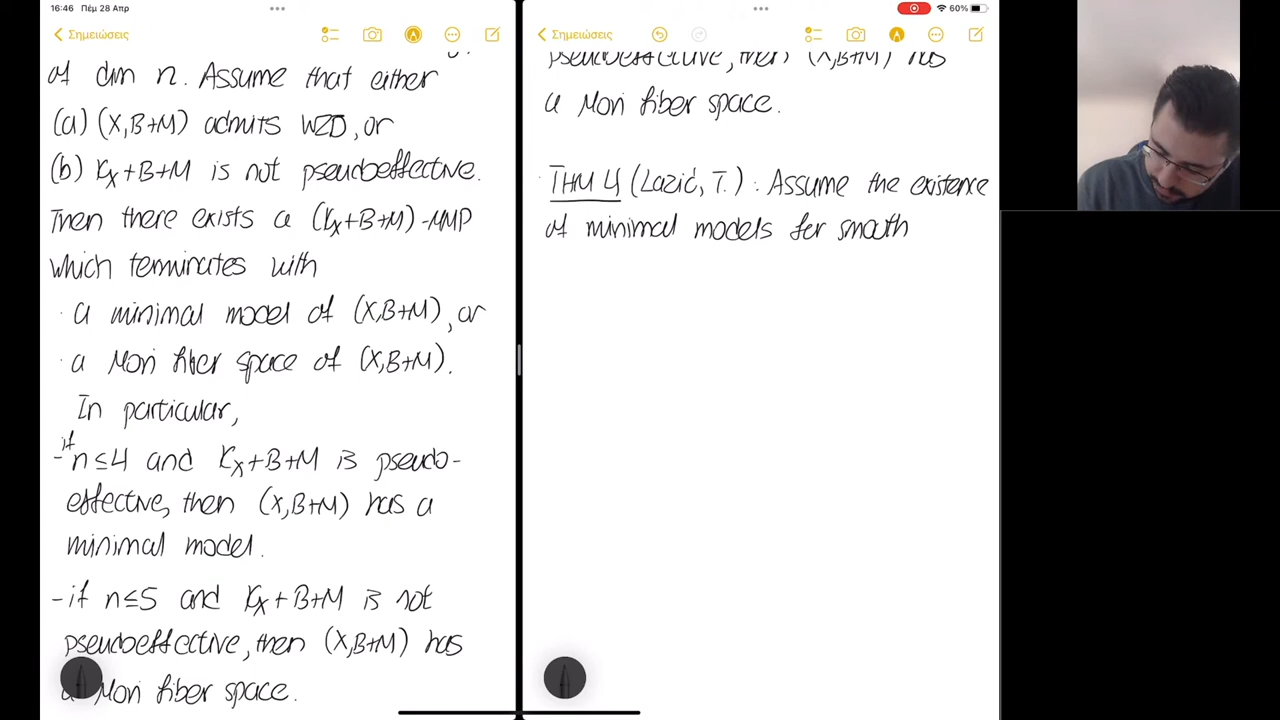 16:46 Πέμ 28 Απρ
60%
Σημειώσεις
of dim n. Assume that either
(a) (X,B+M) admits WZD, or
(b) K_X+B+M is not pseudoeffective.
Then there exists a (K_X+B+M)-MMP
which terminates with
· a minimal model of (X,B+M), or
· a Mori fiber space of (X,B+M).
In particular,
- if n≤4 and K_X+B+M is pseudo-
effective, then (X,B+M) has a
minimal model.
- if n≤5 and K_X+B+M is not
pseudoeffective, then (X,B+M) has
a Mori fiber space.
Σημειώσεις
pseudoeffective, then (X,B+M) has
a Mori fiber space.
THM 4 (Lazić, T.) : Assume the existence
of minimal models for smooth